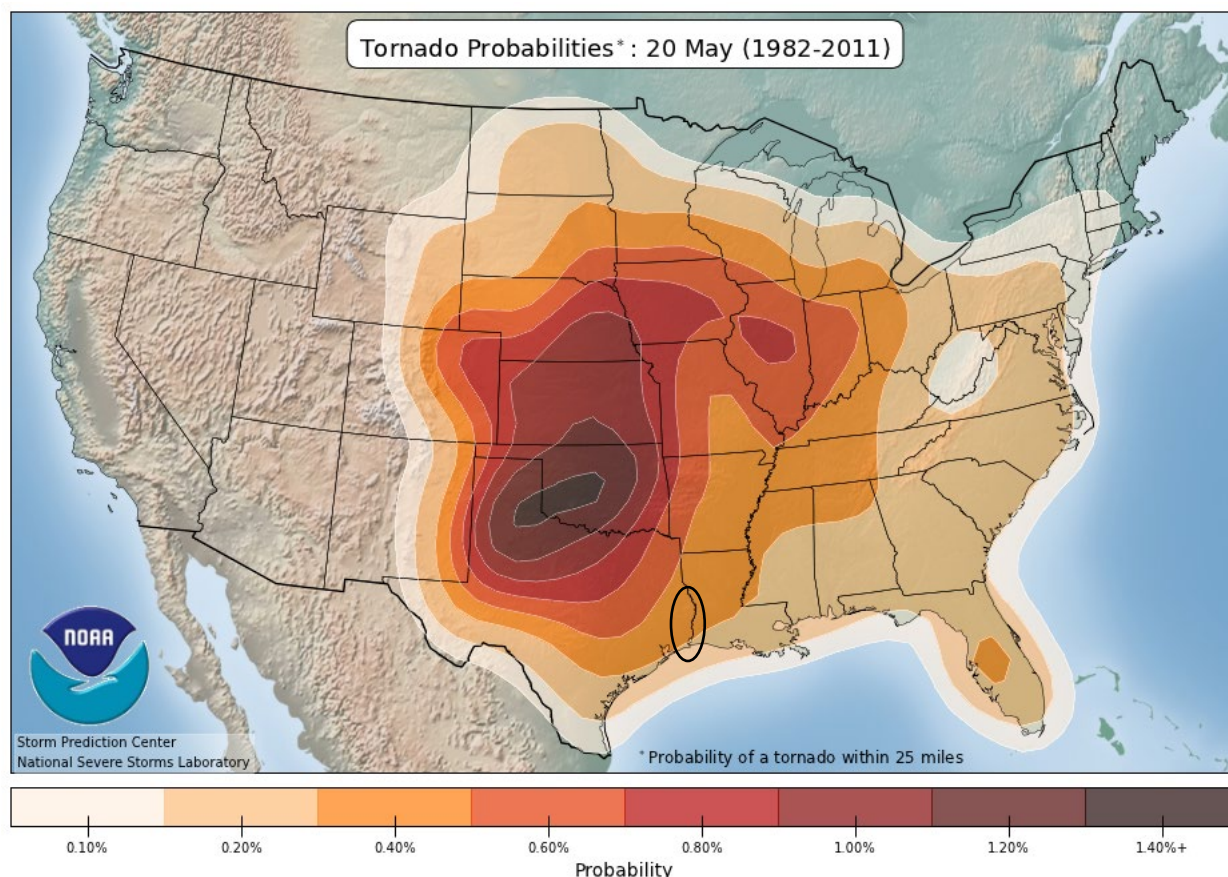 Tornado Probabilities* : 20 May (1982-2011)
NOAA
Storm Prediction Center
National Severe Storms Laboratory
* Probability of a tornado within 25 miles
0.10% 0.20% 0.40% 0.60% 0.80% 1.00% 1.20% 1.40%+
Probability